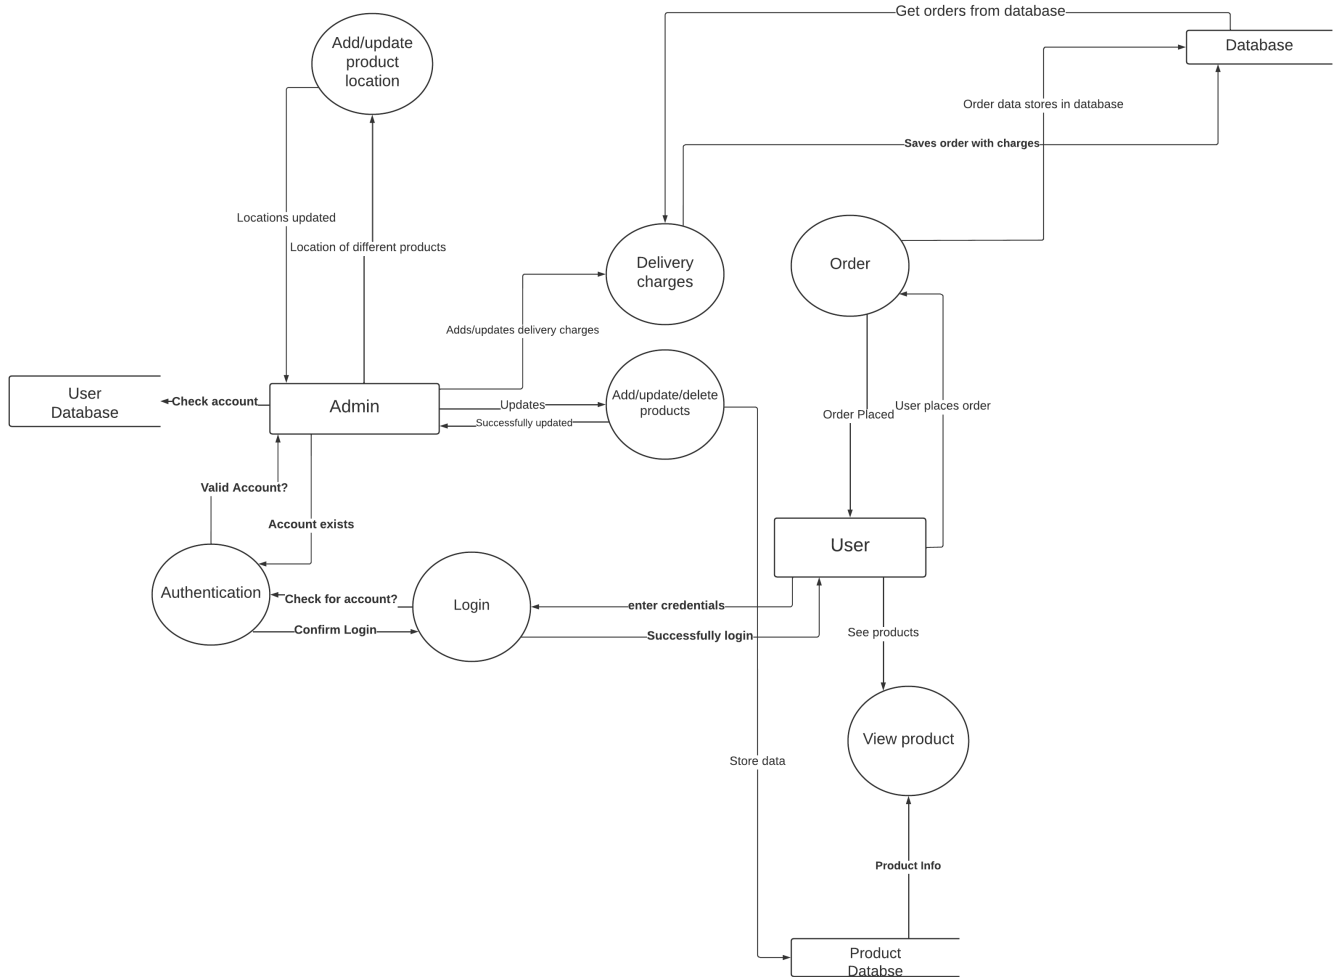 Get orders from database
Add/update
product
location
Database
Order data stores in database
Saves order with charges
Locations updated
Location of different products
Delivery
charges
Order
Adds/updates delivery charges
User
Database
Check account
Admin
Updates
Successfully updated
Add/update/delete
products
Order Placed
User places order
Valid Account?
Account exists
User
Authentication
Check for account?
Confirm Login
Login
enter credentials
Successfully login
See products
View product
Store data
Product Info
Product
Databse